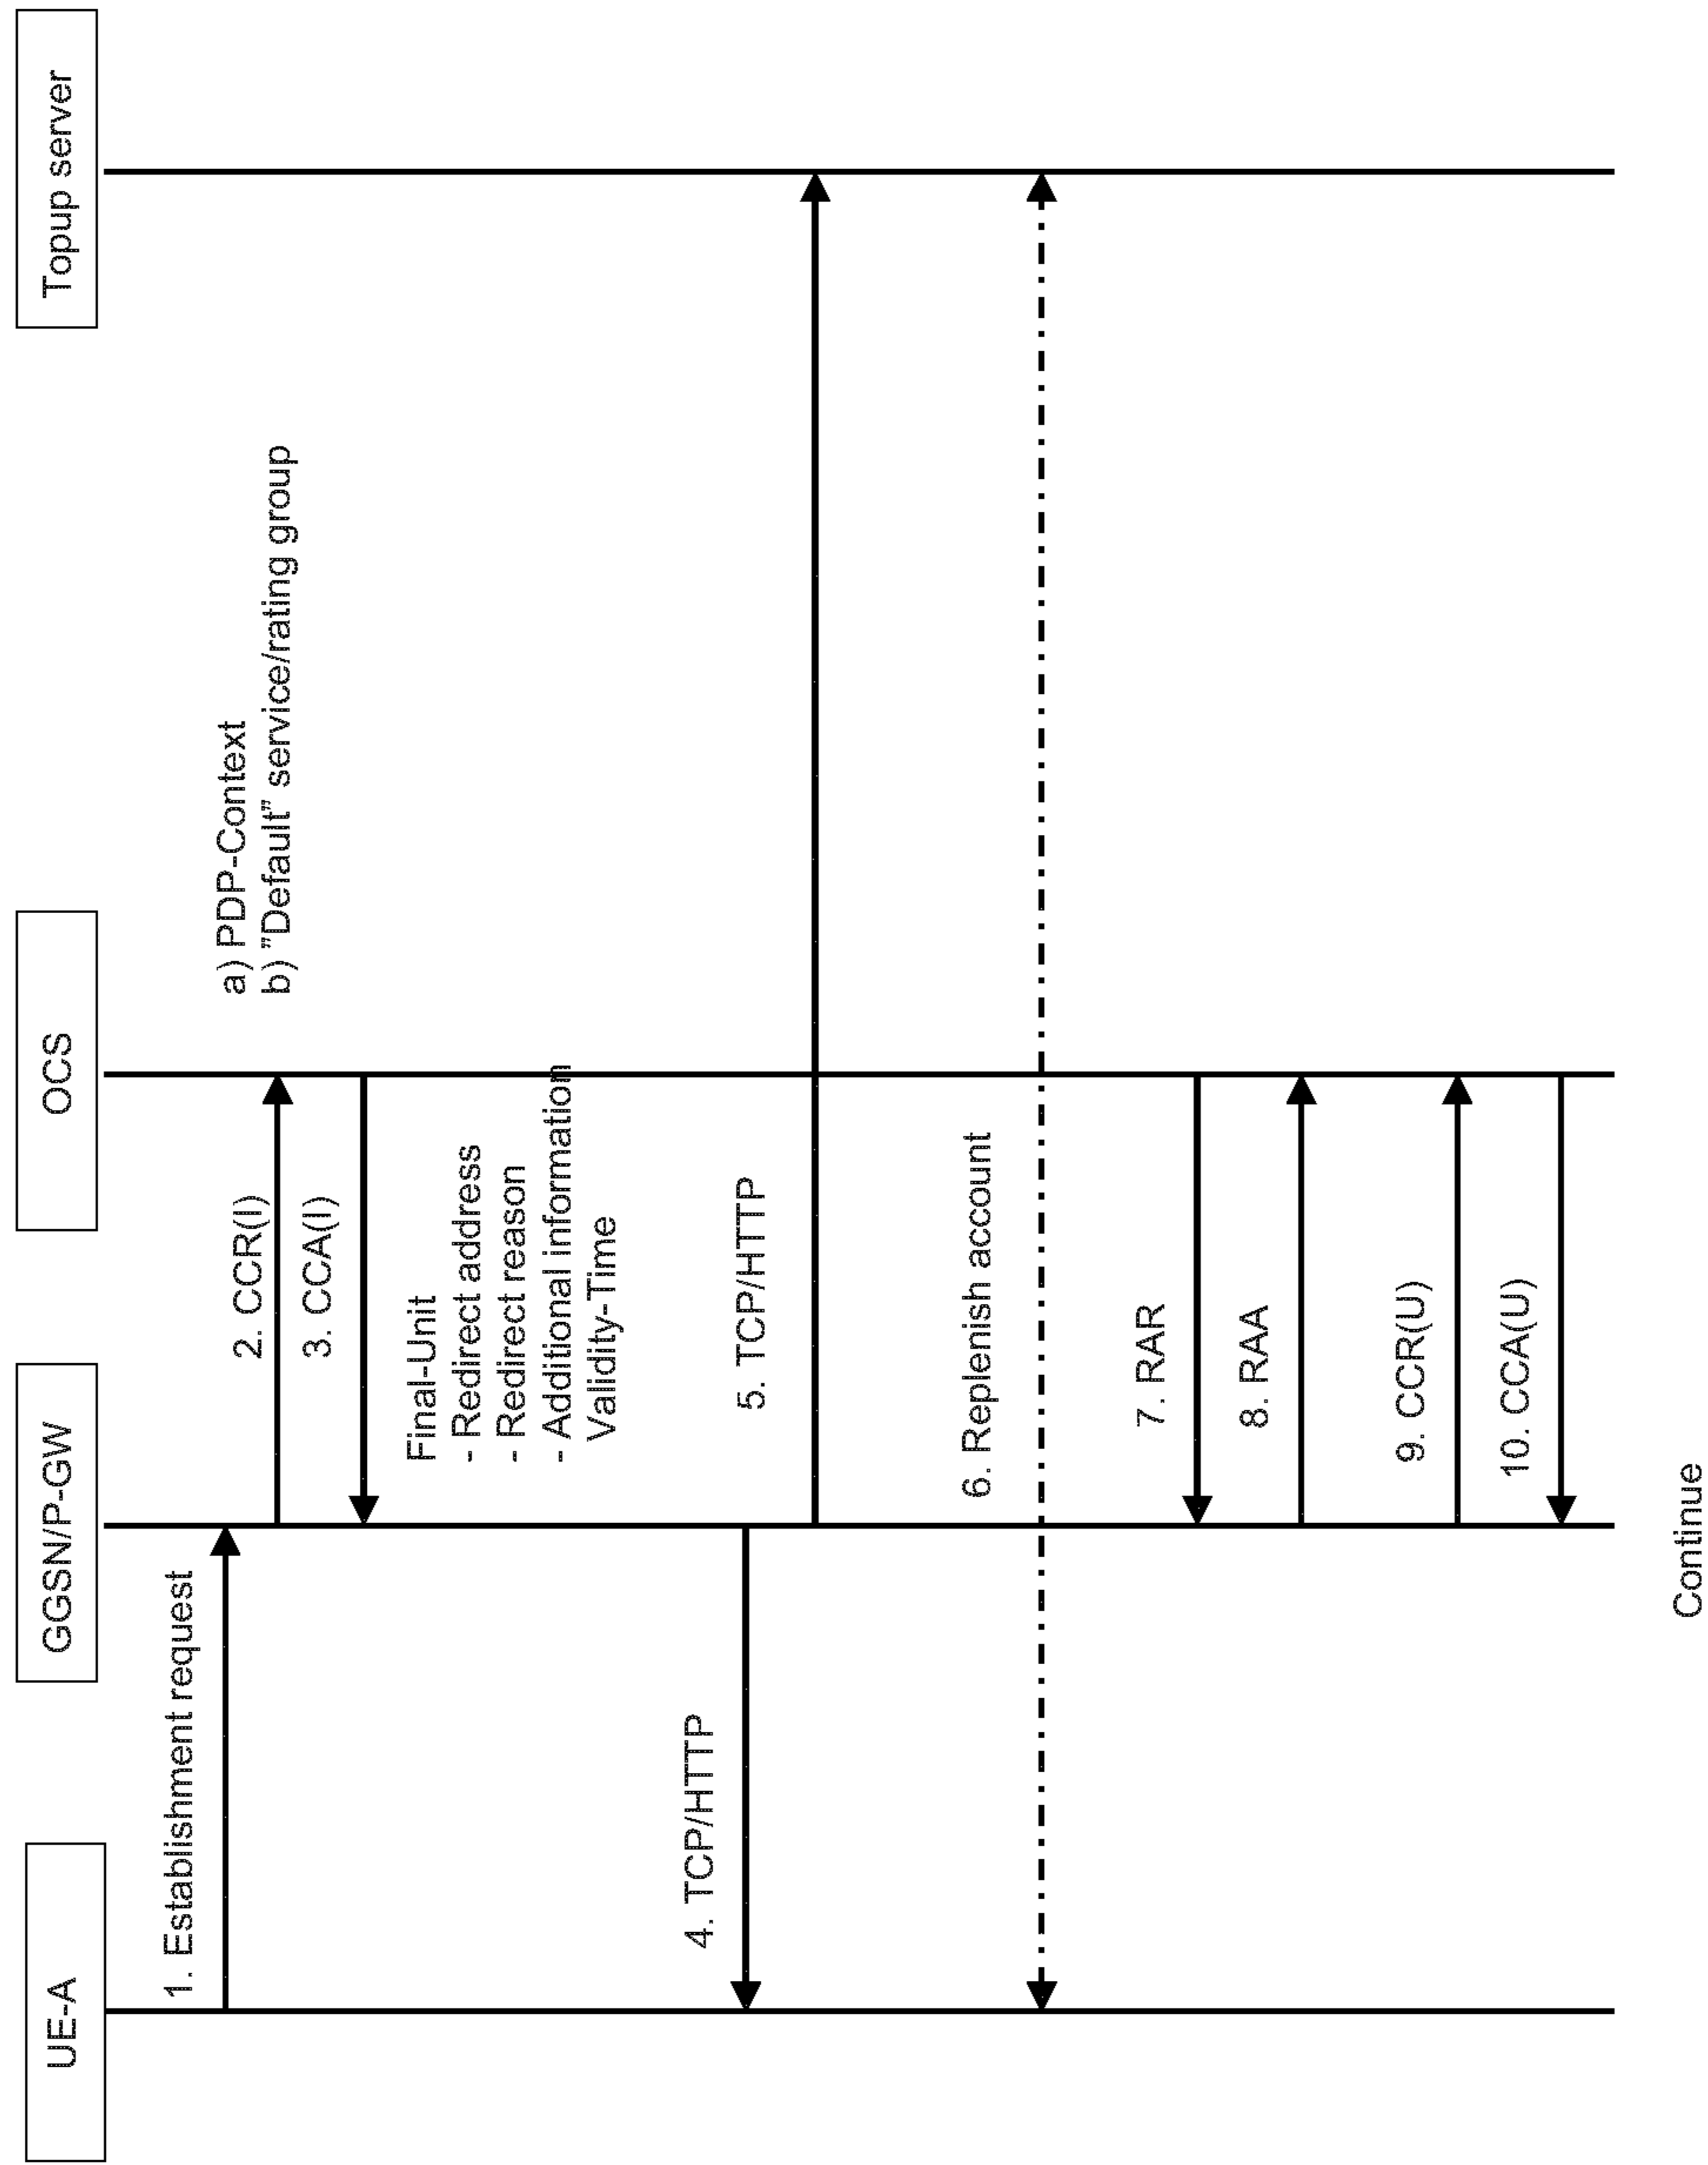 UE-A
GGSN/P-GW
OCS
Topup server
1. Establishment request
2. CCR(I)
a) PDP-Context
b) ”Default” service/rating group
3. CCA(I)
Final-Unit
- Redirect address
- Redirect reason
- Additional information
Validity-Time
4. TCP/HTTP
5. TCP/HTTP
6. Replenish account
7. RAR
8. RAA
9. CCR(U)
10. CCA(U)
Continue